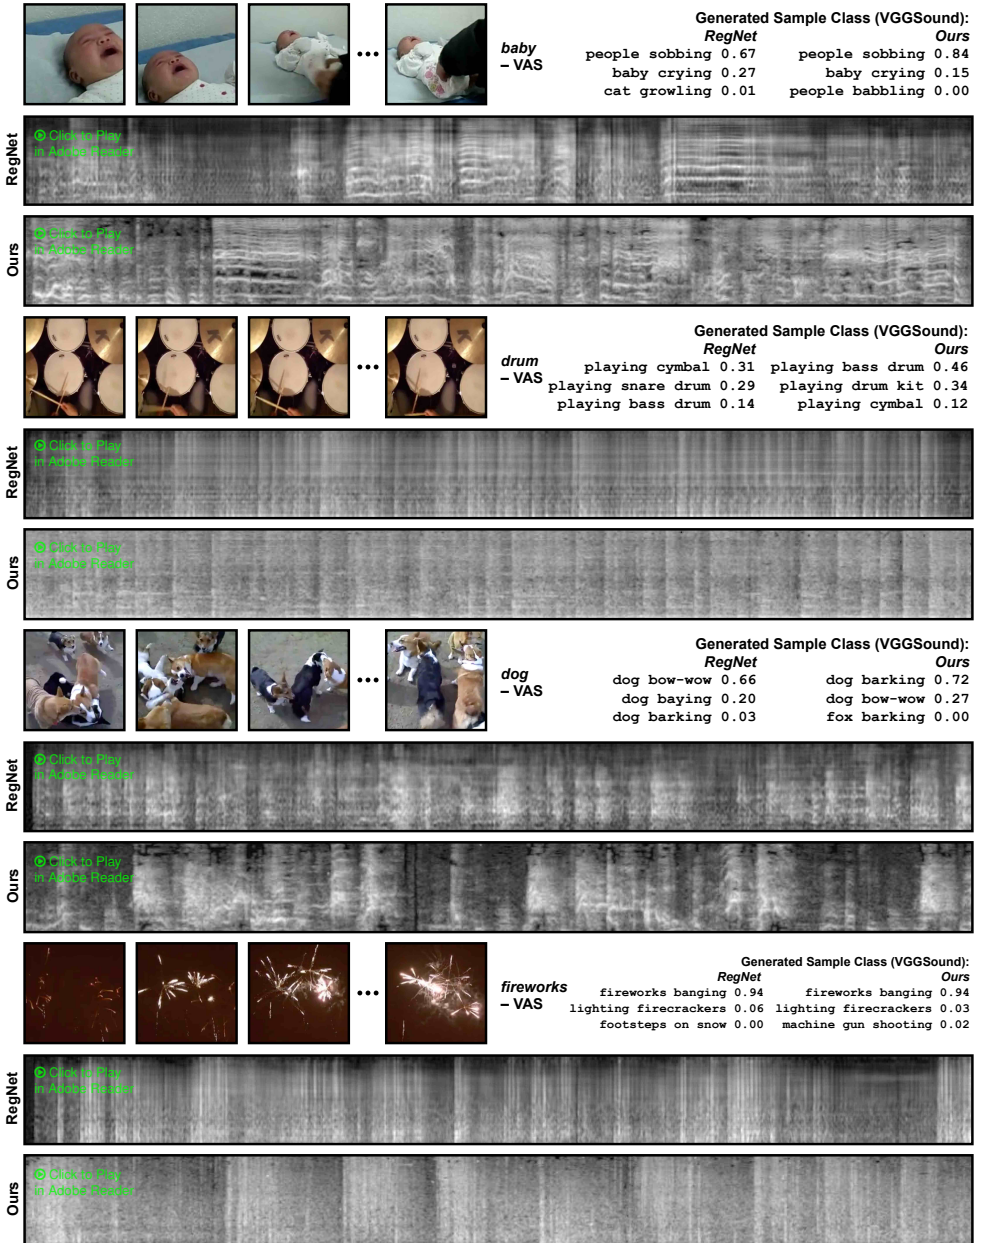 Generated Sample Class (VGGSound):
RegNet Ours
baby
– VAS
people sobbing 0.67 people sobbing 0.84
baby crying 0.27 baby crying 0.15
cat growling 0.01 people babbling 0.00
RegNet
Click to Play
in Adobe Reader
Ours
Click to Play
in Adobe Reader
Generated Sample Class (VGGSound):
RegNet Ours
drum
– VAS
playing cymbal 0.31 playing bass drum 0.46
playing snare drum 0.29 playing drum kit 0.34
playing bass drum 0.14 playing cymbal 0.12
RegNet
Click to Play
in Adobe Reader
Ours
Click to Play
in Adobe Reader
Generated Sample Class (VGGSound):
RegNet Ours
dog
– VAS
dog bow-wow 0.66 dog barking 0.72
dog baying 0.20 dog bow-wow 0.27
dog barking 0.03 fox barking 0.00
RegNet
Click to Play
in Adobe Reader
Ours
Click to Play
in Adobe Reader
Generated Sample Class (VGGSound):
RegNet Ours
fireworks
– VAS
fireworks banging 0.94 fireworks banging 0.94
lighting firecrackers 0.06 lighting firecrackers 0.03
footsteps on snow 0.00 machine gun shooting 0.02
RegNet
Click to Play
in Adobe Reader
Ours
Click to Play
in Adobe Reader